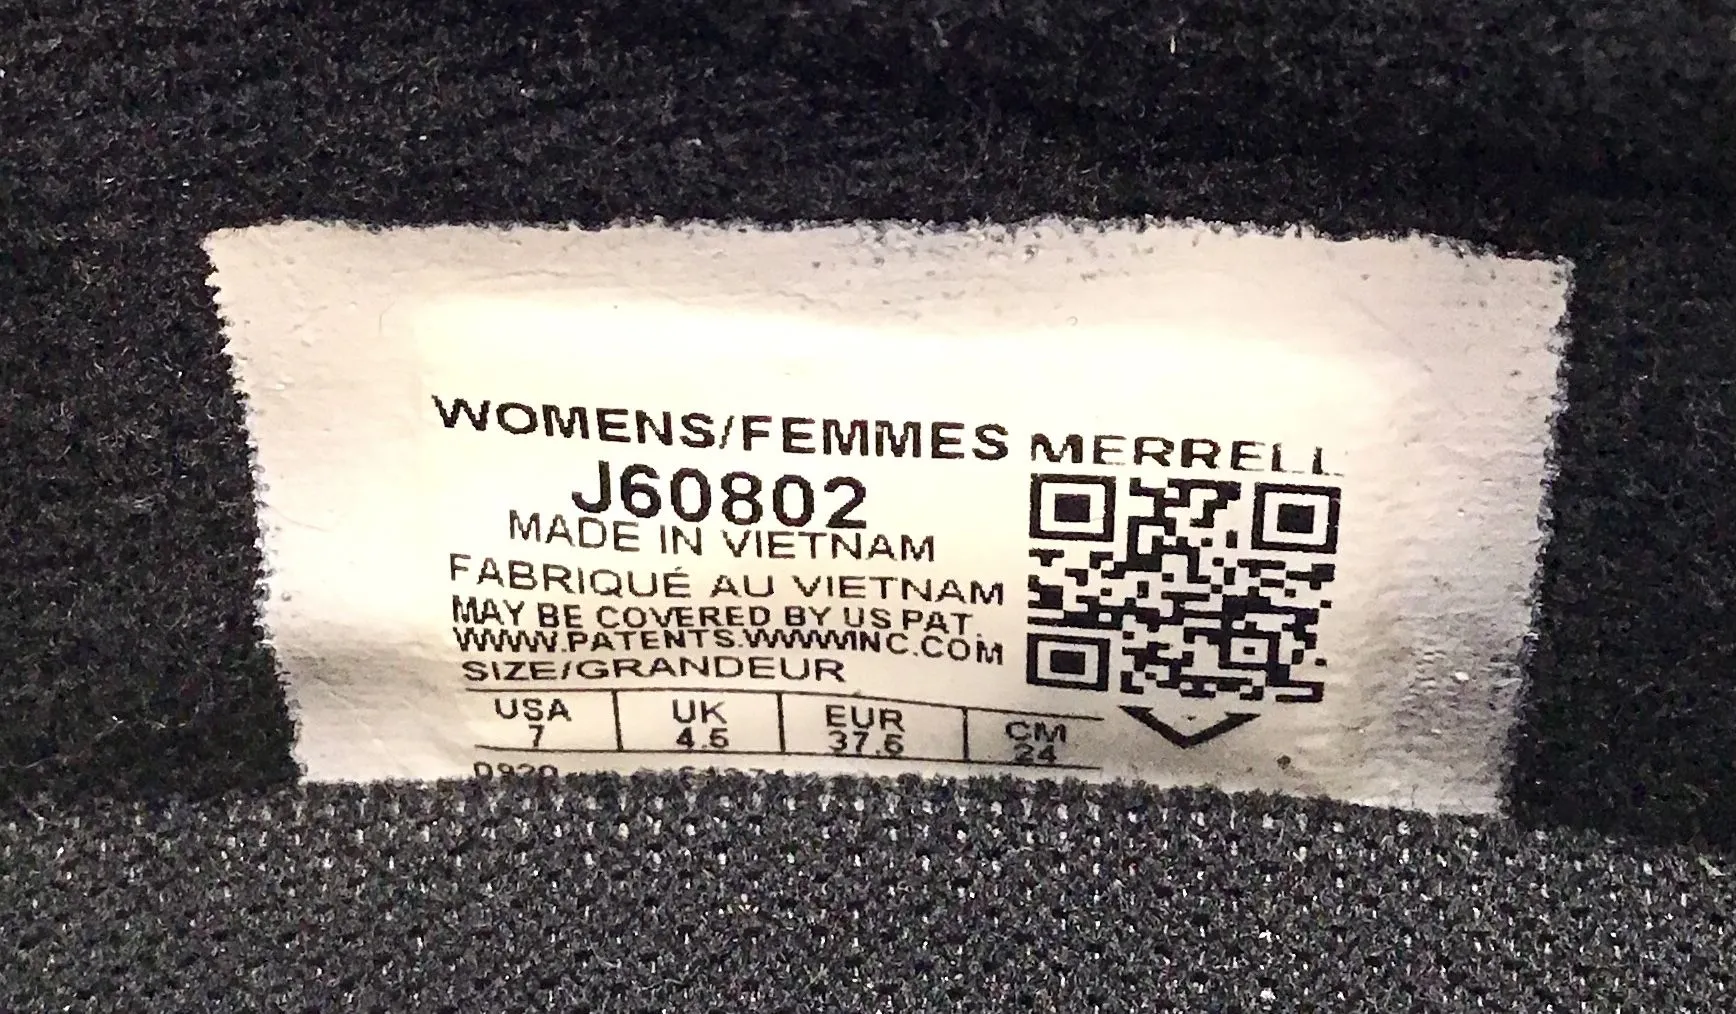 WOMENS/FEMMES MERRELL
J60802
MADE IN VIETNAM
FABRIQUÉ AU VIETNAM
MAY BE COVERED BY US PAT.
WWW.PATENTS.WWWINC.COM
SIZE/GRANDEUR
USA UK EUR CM
7 4.5 37.5 24